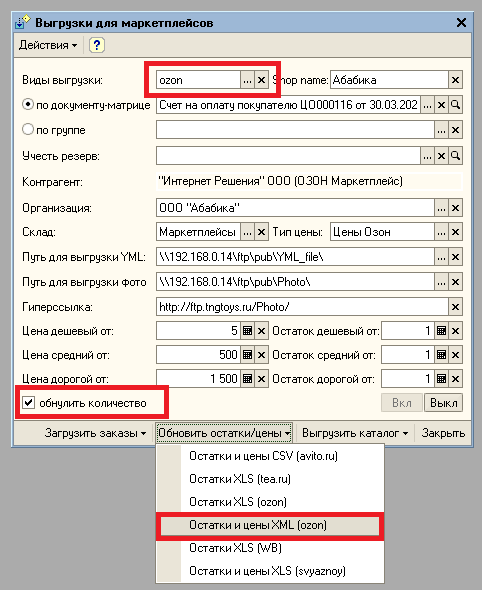 Выгрузки для маркетплейсов
Действия ?
Виды выгрузки: ozon ... Shop name: Абабика
по документу-матрице Счет на оплату покупателю ЦО000116 от 30.03.202 ...
по группе ...
Учесть резерв: ...
Контрагент: "Интернет Решения" ООО (ОЗОН Маркетплейс)
Организация: ООО "Абабика" ...
Склад: Маркетплейсы ... Тип цены: Цены Озон ...
Путь для выгрузки YML: \\192.168.0.14\ftp\pub\YML_file\ ...
Путь для выгрузки фото \\192.168.0.14\ftp\pub\Photo\ ...
Гиперссылка: http://ftp.tngtoys.ru/Photo/
Цена дешевый от: 5 Остаток дешевый от: 1
Цена средний от: 500 Остаток средний от: 1
Цена дорогой от: 1 500 Остаток дорогой от: 1
обнулить количество Вкл Выкл
Загрузить заказы Обновить остатки/цены Выгрузить каталог Закрыть
Остатки и цены CSV (avito.ru)
Остатки XLS (tea.ru)
Остатки XLS (ozon)
Остатки и цены XML (ozon)
Остатки XLS (WB)
Остатки и цены XLS (svyaznoy)